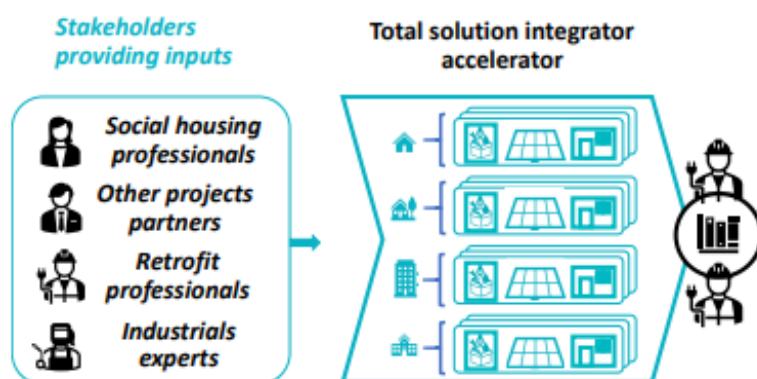 Stakeholders
providing inputs
Total solution integrator
accelerator
Social housing
professionals
Other projects
partners
Retrofit
professionals
Industrials
experts